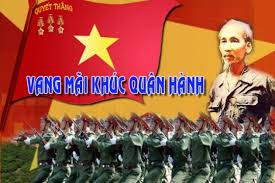 QUYẾT THẮNG
VANG MÃI KHÚC QUÂN HÀNH